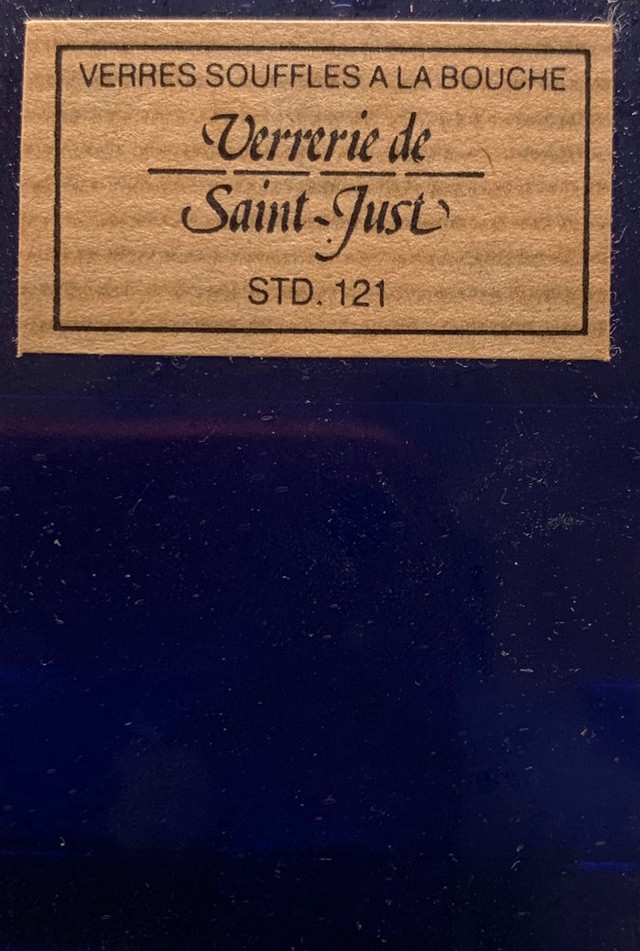 VERRES SOUFFLES A LA BOUCHE
Verrerie de
Saint-Just
STD. 121